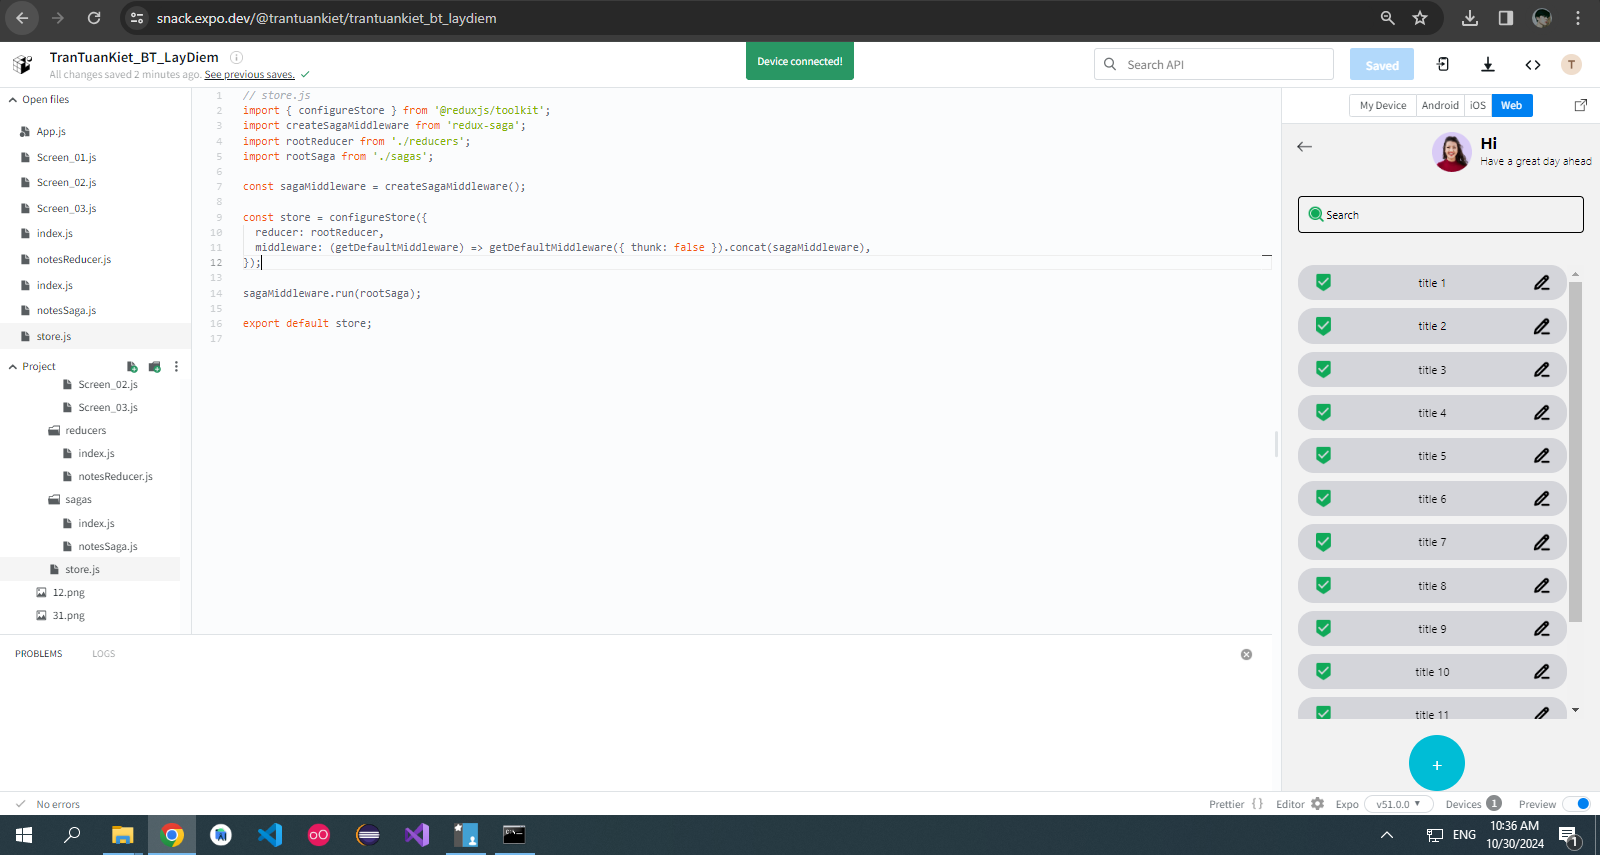 snack.expo.dev/@trantuankiet/trantuankiet_bt_laydiem
TranTuanKiet_BT_LayDiem
All changes saved 2 minutes ago. See previous saves.
Device connected!
Search API
Saved
T
Open files
App.js
Screen_01.js
Screen_02.js
Screen_03.js
index.js
notesReducer.js
index.js
notesSaga.js
store.js
Project
Screen_02.js
Screen_03.js
reducers
index.js
notesReducer.js
sagas
index.js
notesSaga.js
store.js
12.png
31.png
1 // store.js
2 import { configureStore } from '@reduxjs/toolkit';
3 import createSagaMiddleware from 'redux-saga';
4 import rootReducer from './reducers';
5 import rootSaga from './sagas';
6
7 const sagaMiddleware = createSagaMiddleware();
8
9 const store = configureStore({
10 reducer: rootReducer,
11 middleware: (getDefaultMiddleware) => getDefaultMiddleware({ thunk: false }).concat(sagaMiddleware),
12 });
13
14 sagaMiddleware.run(rootSaga);
15
16 export default store;
17
PROBLEMS LOGS
My Device Android iOS Web
Hi
Have a great day ahead
Search
title 1
title 2
title 3
title 4
title 5
title 6
title 7
title 8
title 9
title 10
title 11
+
No errors
Prettier {} Editor Expo v51.0.0 Devices 1 Preview
ENG
10:36 AM
10/30/2024
1